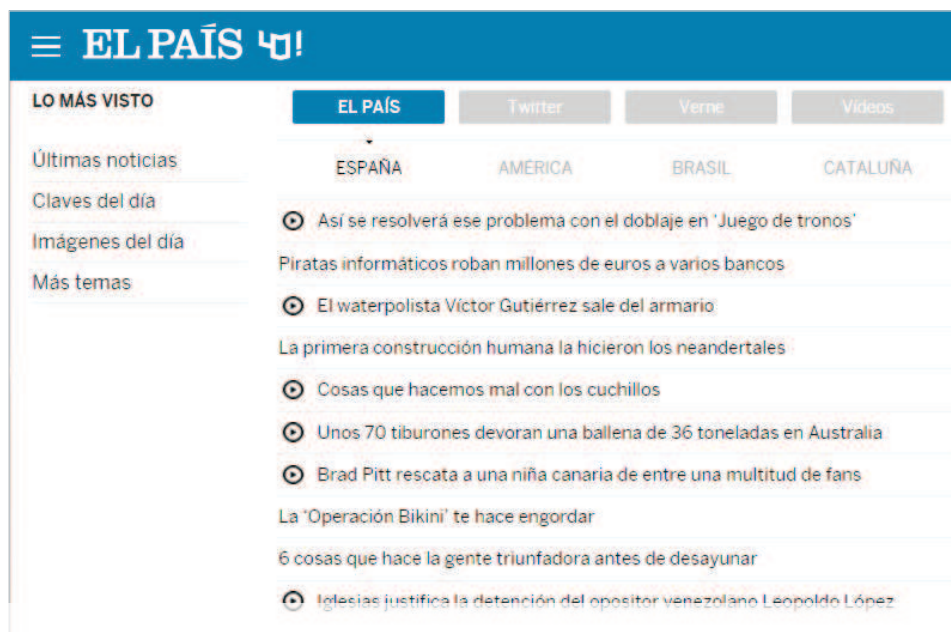 EL PAÍS 40!
LO MÁS VISTO
Últimas noticias
Claves del día
Imágenes del día
Más temas
EL PAÍS Twitter Verne Vídeos
ESPAÑA AMÉRICA BRASIL CATALUÑA
Así se resolverá ese problema con el doblaje en 'Juego de tronos'
Piratas informáticos roban millones de euros a varios bancos
El waterpolista Víctor Gutiérrez sale del armario
La primera construcción humana la hicieron los neandertales
Cosas que hacemos mal con los cuchillos
Unos 70 tiburones devoran una ballena de 36 toneladas en Australia
Brad Pitt rescata a una niña canaria de entre una multitud de fans
La 'Operación Bikini' te hace engordar
6 cosas que hace la gente triunfadora antes de desayunar
Iglesias justifica la detención del opositor venezolano Leopoldo López